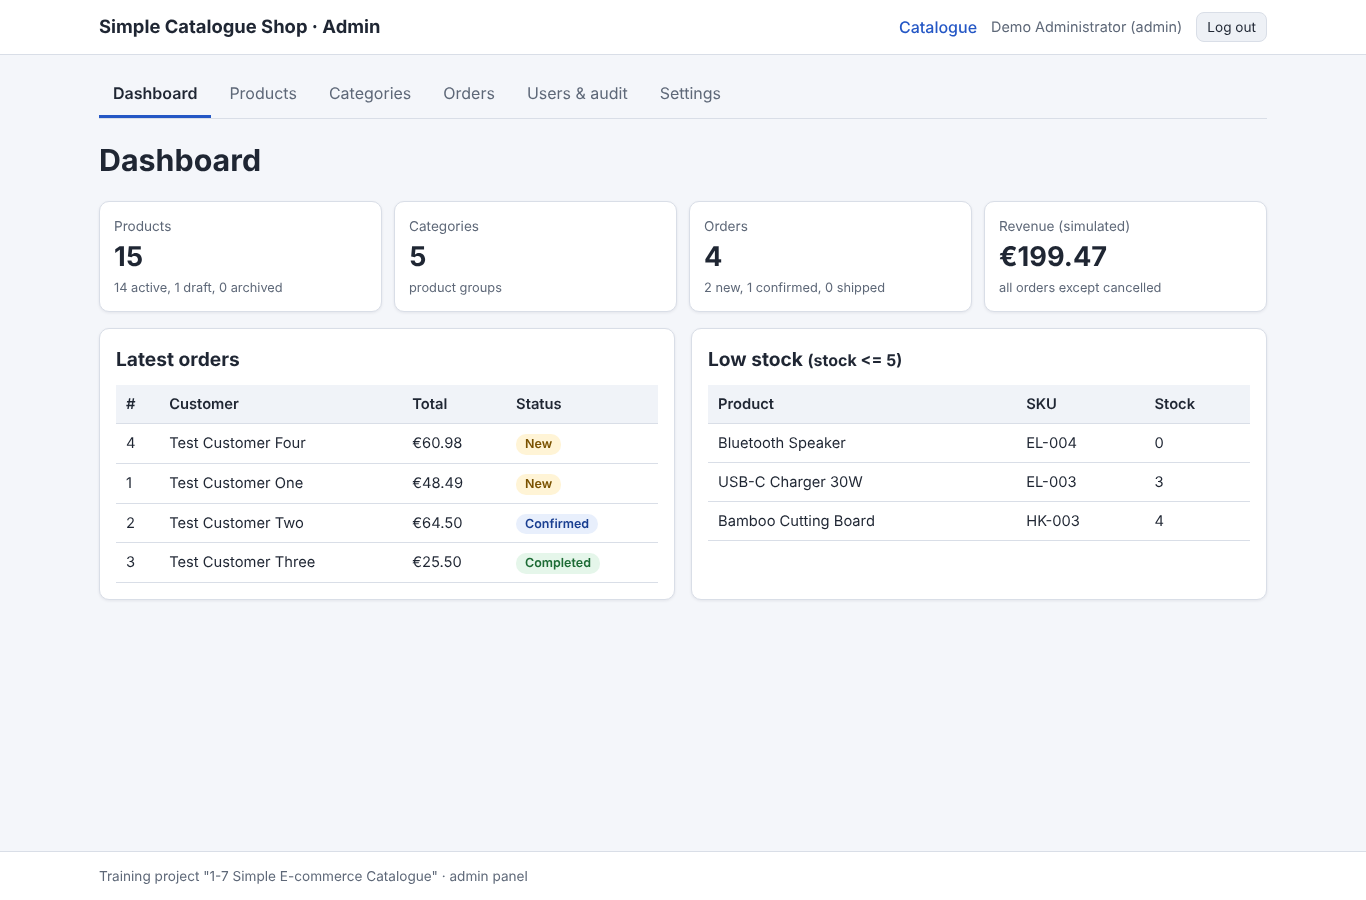 Simple Catalogue Shop · Admin
Catalogue Demo Administrator (admin) Log out
Dashboard Products Categories Orders Users & audit Settings
Dashboard
Products
15
14 active, 1 draft, 0 archived
Categories
5
product groups
Orders
4
2 new, 1 confirmed, 0 shipped
Revenue (simulated)
€199.47
all orders except cancelled
Latest orders
# Customer Total Status
4 Test Customer Four €60.98 New
1 Test Customer One €48.49 New
2 Test Customer Two €64.50 Confirmed
3 Test Customer Three €25.50 Completed
Low stock (stock <= 5)
Product SKU Stock
Bluetooth Speaker EL-004 0
USB-C Charger 30W EL-003 3
Bamboo Cutting Board HK-003 4
Training project "1-7 Simple E-commerce Catalogue" · admin panel